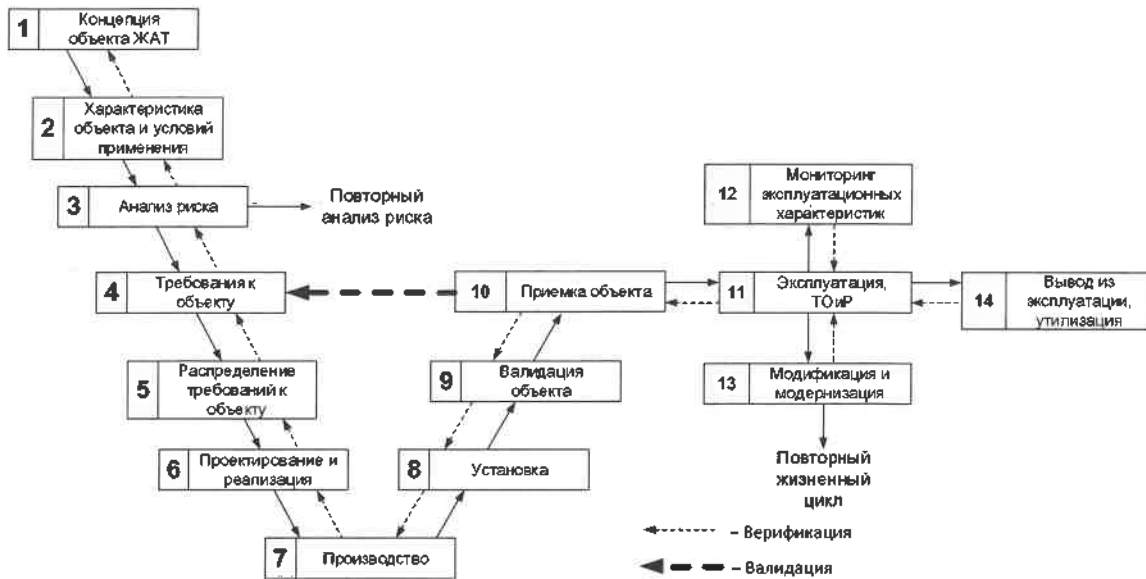 1
Концепция
объекта ЖАТ
2
Характеристика
объекта и условий
применения
3
Анализ риска
Повторный
анализ риска
4
Требования к
объекту
5
Распределение
требований к
объекту
6
Проектирование и
реализация
7
Производство
8
Установка
9
Валидация
объекта
10
Приемка объекта
11
Эксплуатация,
ТОиР
12
Мониторинг
эксплуатационных
характеристик
13
Модификация и
модернизация
14
Вывод из
эксплуатации,
утилизация
Повторный
жизненный
цикл
– Верификация
– Валидация